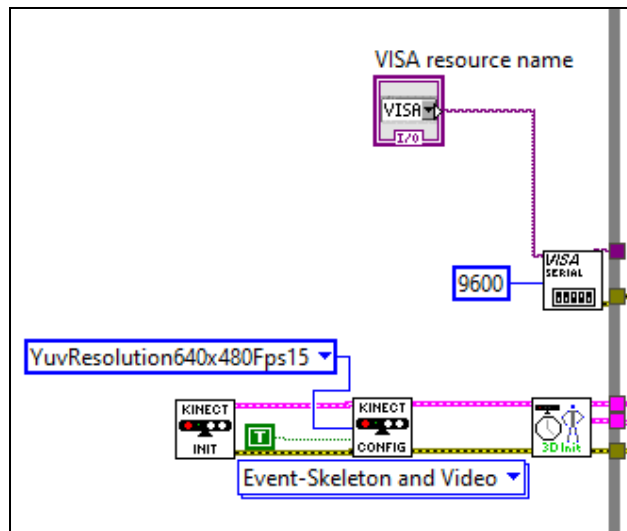 VISA resource name
VISA
I/O
VISA
SERIAL
9600
YuvResolution640x480Fps15
KINECT
INIT
T
KINECT
CONFIG
3D Init
Event-Skeleton and Video